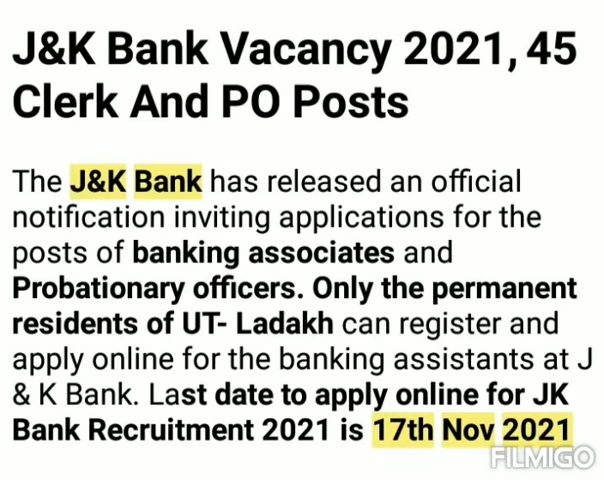 J&K Bank Vacancy 2021, 45
Clerk And PO Posts
The J&K Bank has released an official
notification inviting applications for the
posts of banking associates and
Probationary officers. Only the permanent
residents of UT- Ladakh can register and
apply online for the banking assistants at J
& K Bank. Last date to apply online for JK
Bank Recruitment 2021 is 17th Nov 2021
FILMIGO